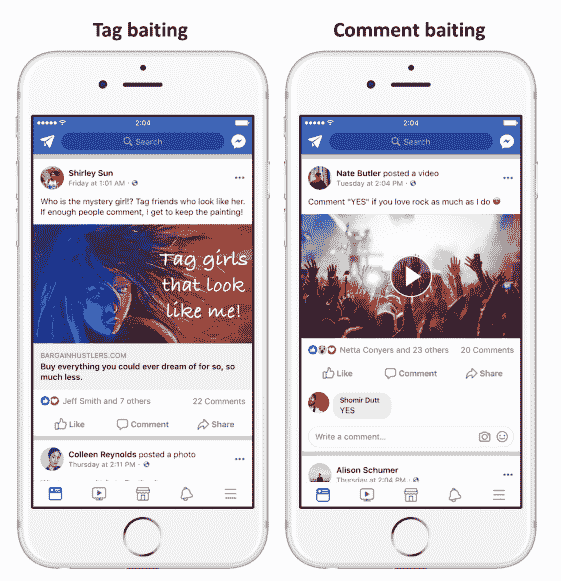 Tag baiting
2:04
Search
Shirley Sun
Friday at 1:01 AM
Who is the mystery girl!? Tag friends who look like her.
If enough people comment, I get to keep the painting!
Tag girls
that look
like me!
BARGAINHUSTLERS.COM
Buy everything you could ever dream of for so, so
much less.
Jeff Smith and 7 others 22 Comments
Like Comment Share
Colleen Reynolds posted a photo
Thursday at 2:11 PM
Comment baiting
2:04
Search
Nate Butler posted a video
Tuesday at 2:04 PM
Comment "YES" if you love rock as much as I do
Netta Conyers and 23 others 20 Comments
Like Comment Share
Shomir Dutt
YES
Write a comment...
Alison Schumer
Thursday at 2:04 PM